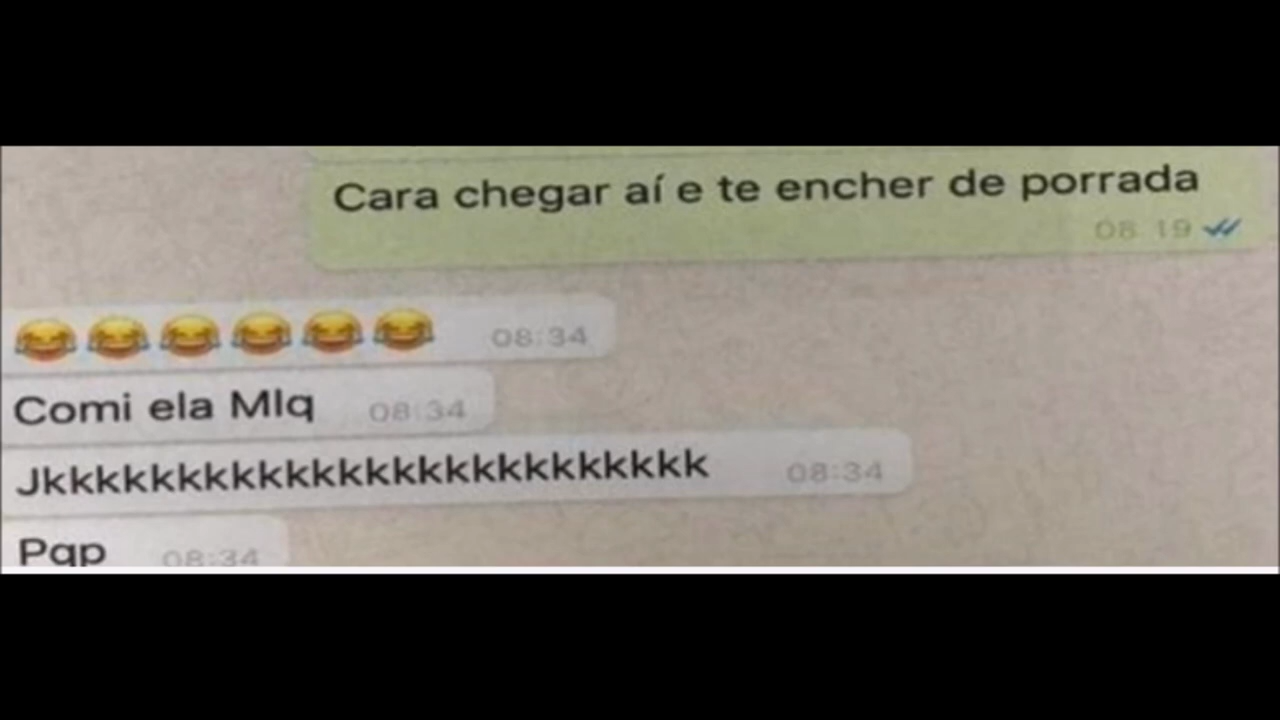 Cara chegar aí e te encher de porrada
08 19
😂😂😂😂😂😂 08:34
Comi ela Mlq 08:34
Jkkkkkkkkkkkkkkkkkkkkkkkkk 08:34
Pqp 08:34